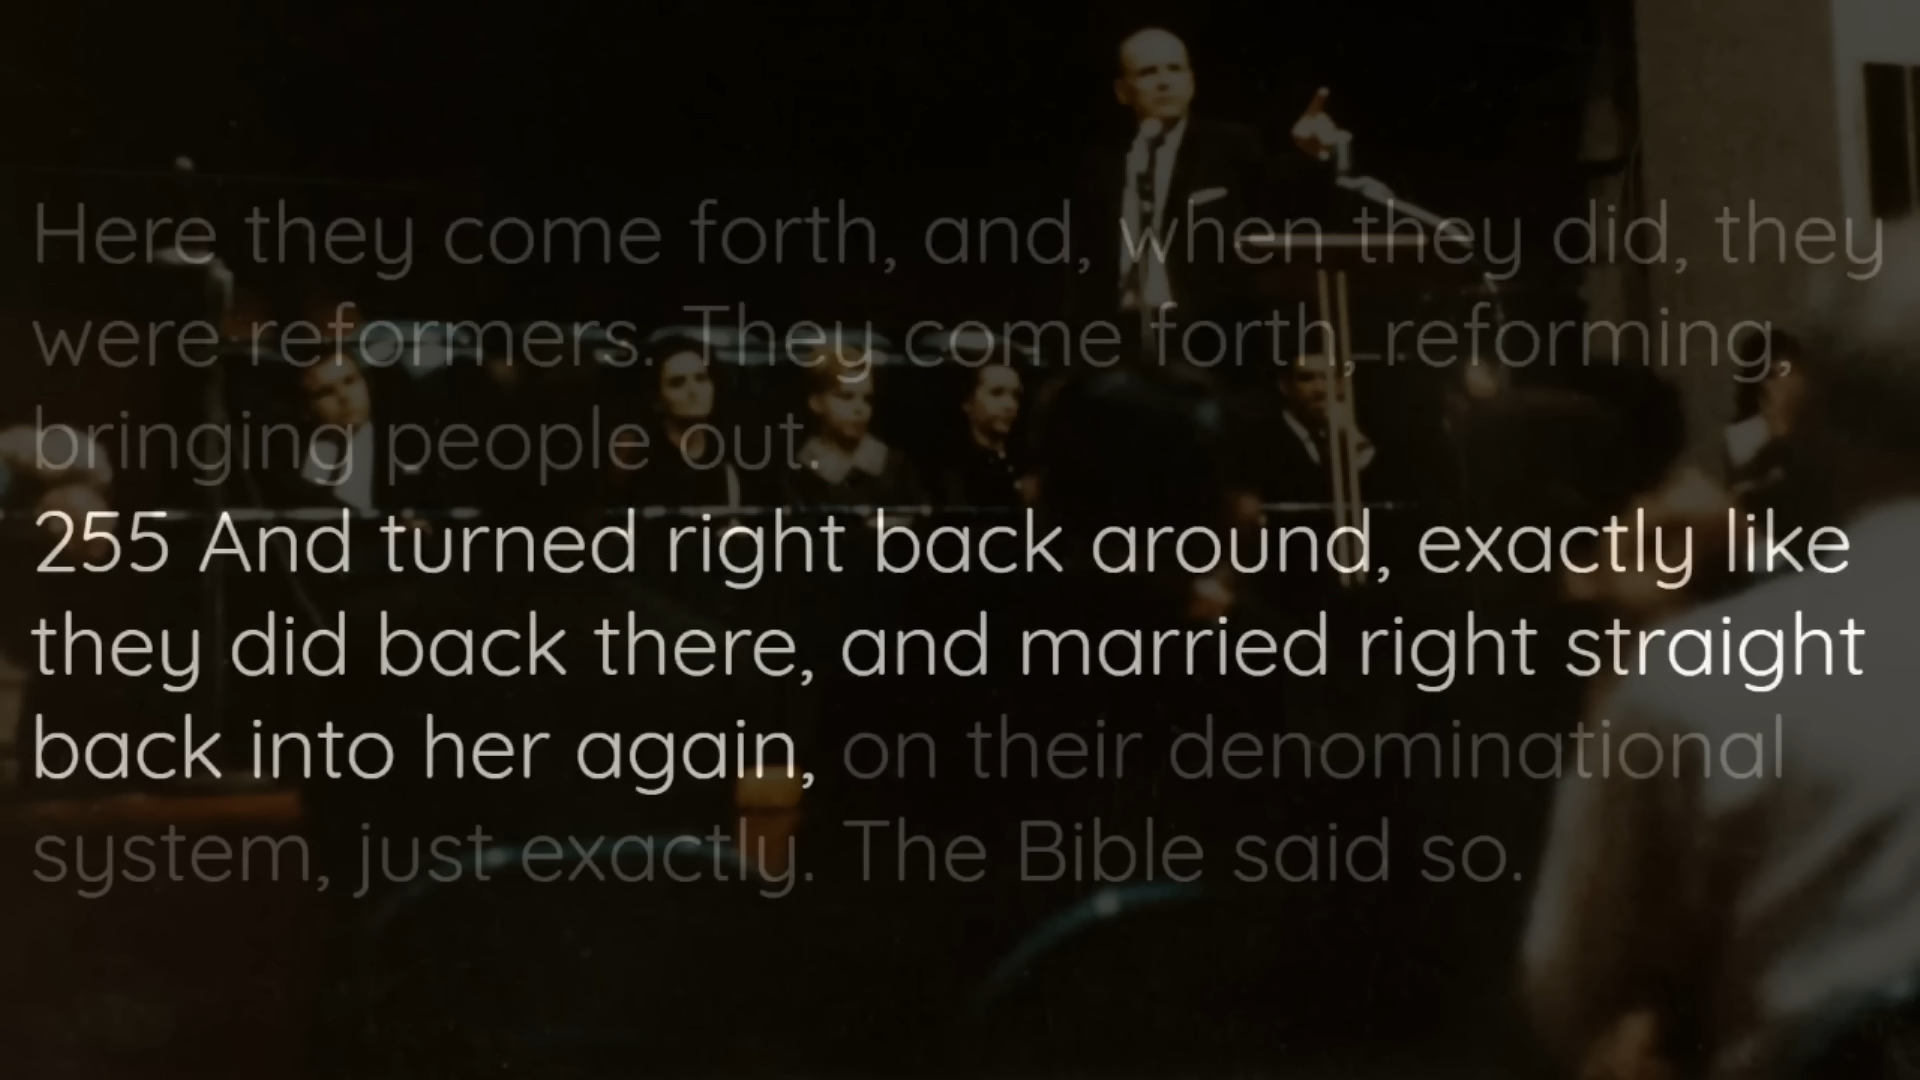 Here they come forth, and, when they did, they
were reformers. They come forth, reforming,
bringing people out.
255 And turned right back around, exactly like
they did back there, and married right straight
back into her again, on their denominational
system, just exactly. The Bible said so.